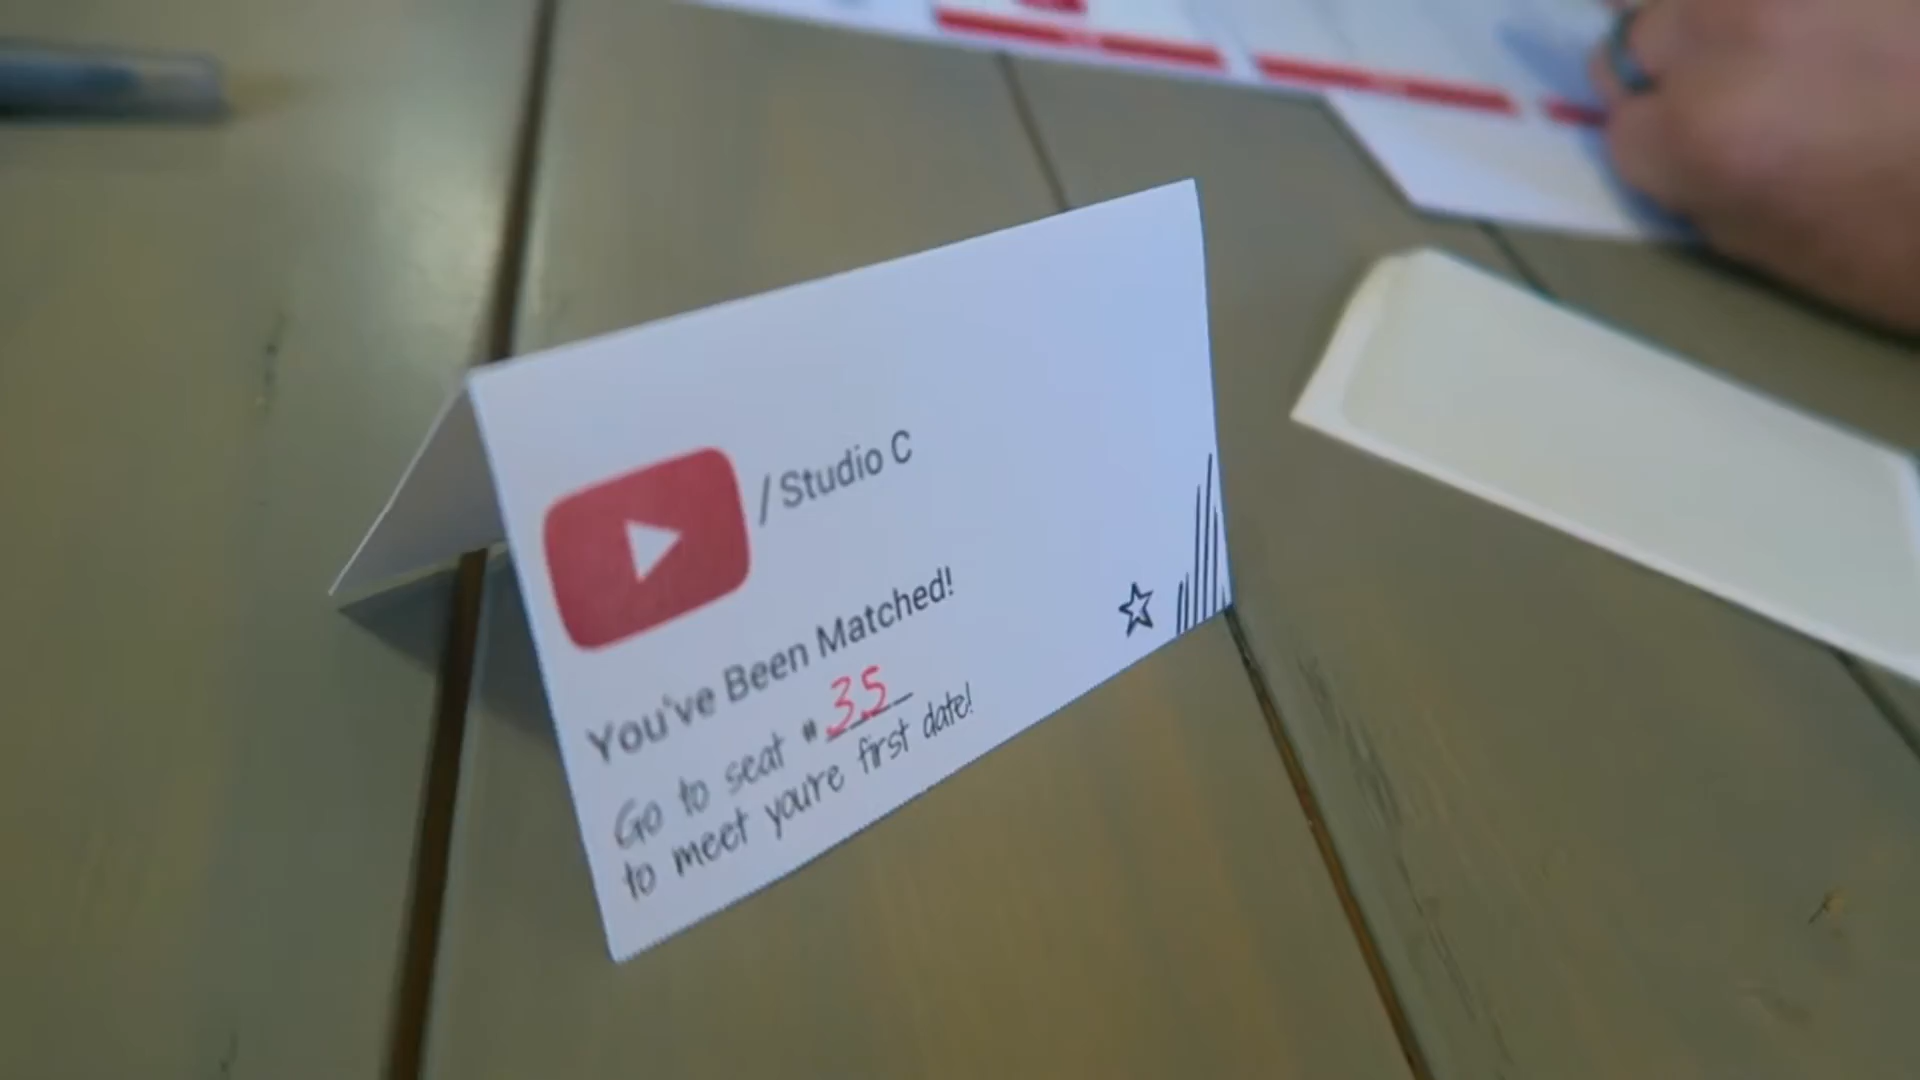 / Studio C
You've Been Matched!
Go to seat # 35
to meet you're first date!